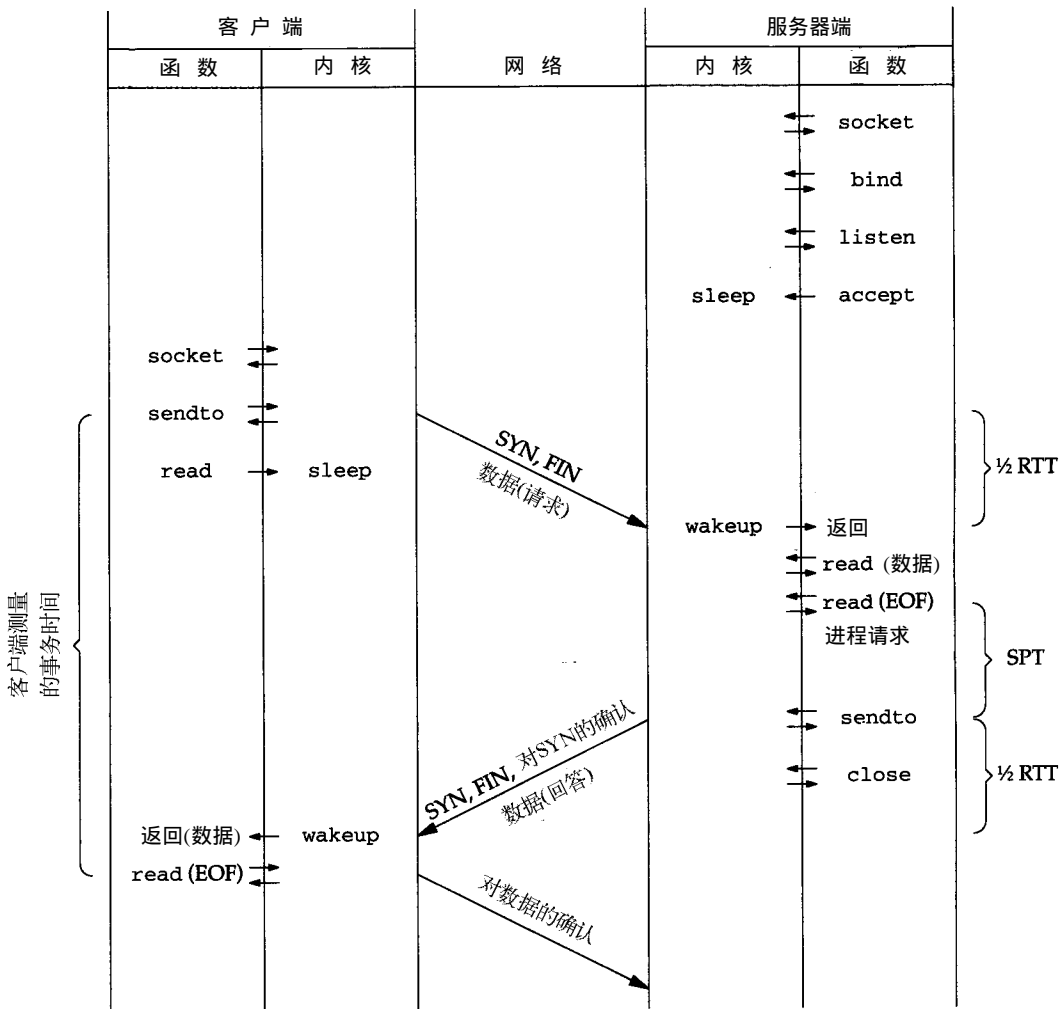 客 户 端
服务器端
函 数
内 核
网 络
内 核
函 数
socket
bind
listen
sleep
accept
socket
sendto
read
sleep
SYN, FIN
数据(请求)
½ RTT
wakeup
返回
read (数据)
read (EOF)
进程请求
SPT
客户端测量
的事务时间
sendto
SYN, FIN, 对SYN的确认
数据(回答)
close
½ RTT
返回(数据)
wakeup
read (EOF)
对数据的确认